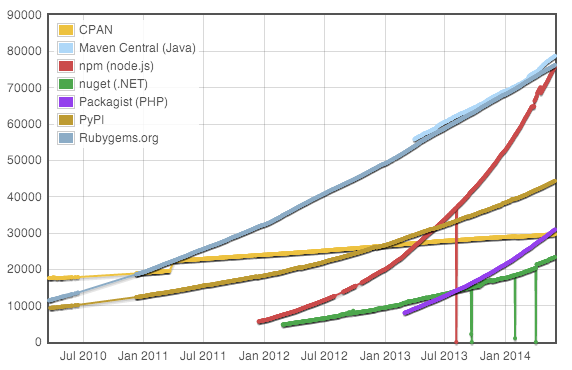 90000
80000
70000
60000
50000
40000
30000
20000
10000
0
CPAN
Maven Central (Java)
npm (node.js)
nuget (.NET)
Packagist (PHP)
PyPI
Rubygems.org
Jul 2010 Jan 2011 Jul 2011 Jan 2012 Jul 2012 Jan 2013 Jul 2013 Jan 2014